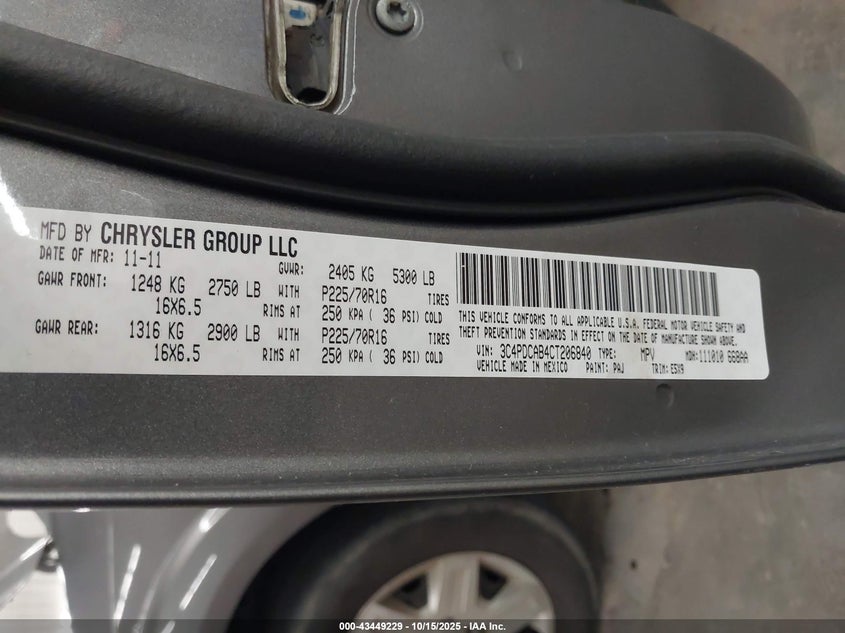 MFD BY CHRYSLER GROUP LLC
DATE OF MFR: 11-11 GVWR: 2405 KG 5300 LB
GAWR FRONT: 1248 KG 2750 LB WITH P225/70R16 TIRES
16X6.5 RIMS AT 250 KPA ( 36 PSI) COLD
GAWR REAR: 1316 KG 2900 LB WITH P225/70R16 TIRES
16X6.5 RIMS AT 250 KPA ( 36 PSI) COLD
THIS VEHICLE CONFORMS TO ALL APPLICABLE U.S.A. FEDERAL MOTOR VEHICLE SAFETY AND
THEFT PREVENTION STANDARDS IN EFFECT ON THE DATE OF MANUFACTURE SHOWN ABOVE.
VIN: 3C4PDCAB4CT206840 TYPE: MPV MDH: 111010 668AA
VEHICLE MADE IN MEXICO PAINT: PAJ TRIM: E5X9
000-43449229 - 10/15/2025 - IAA Inc.